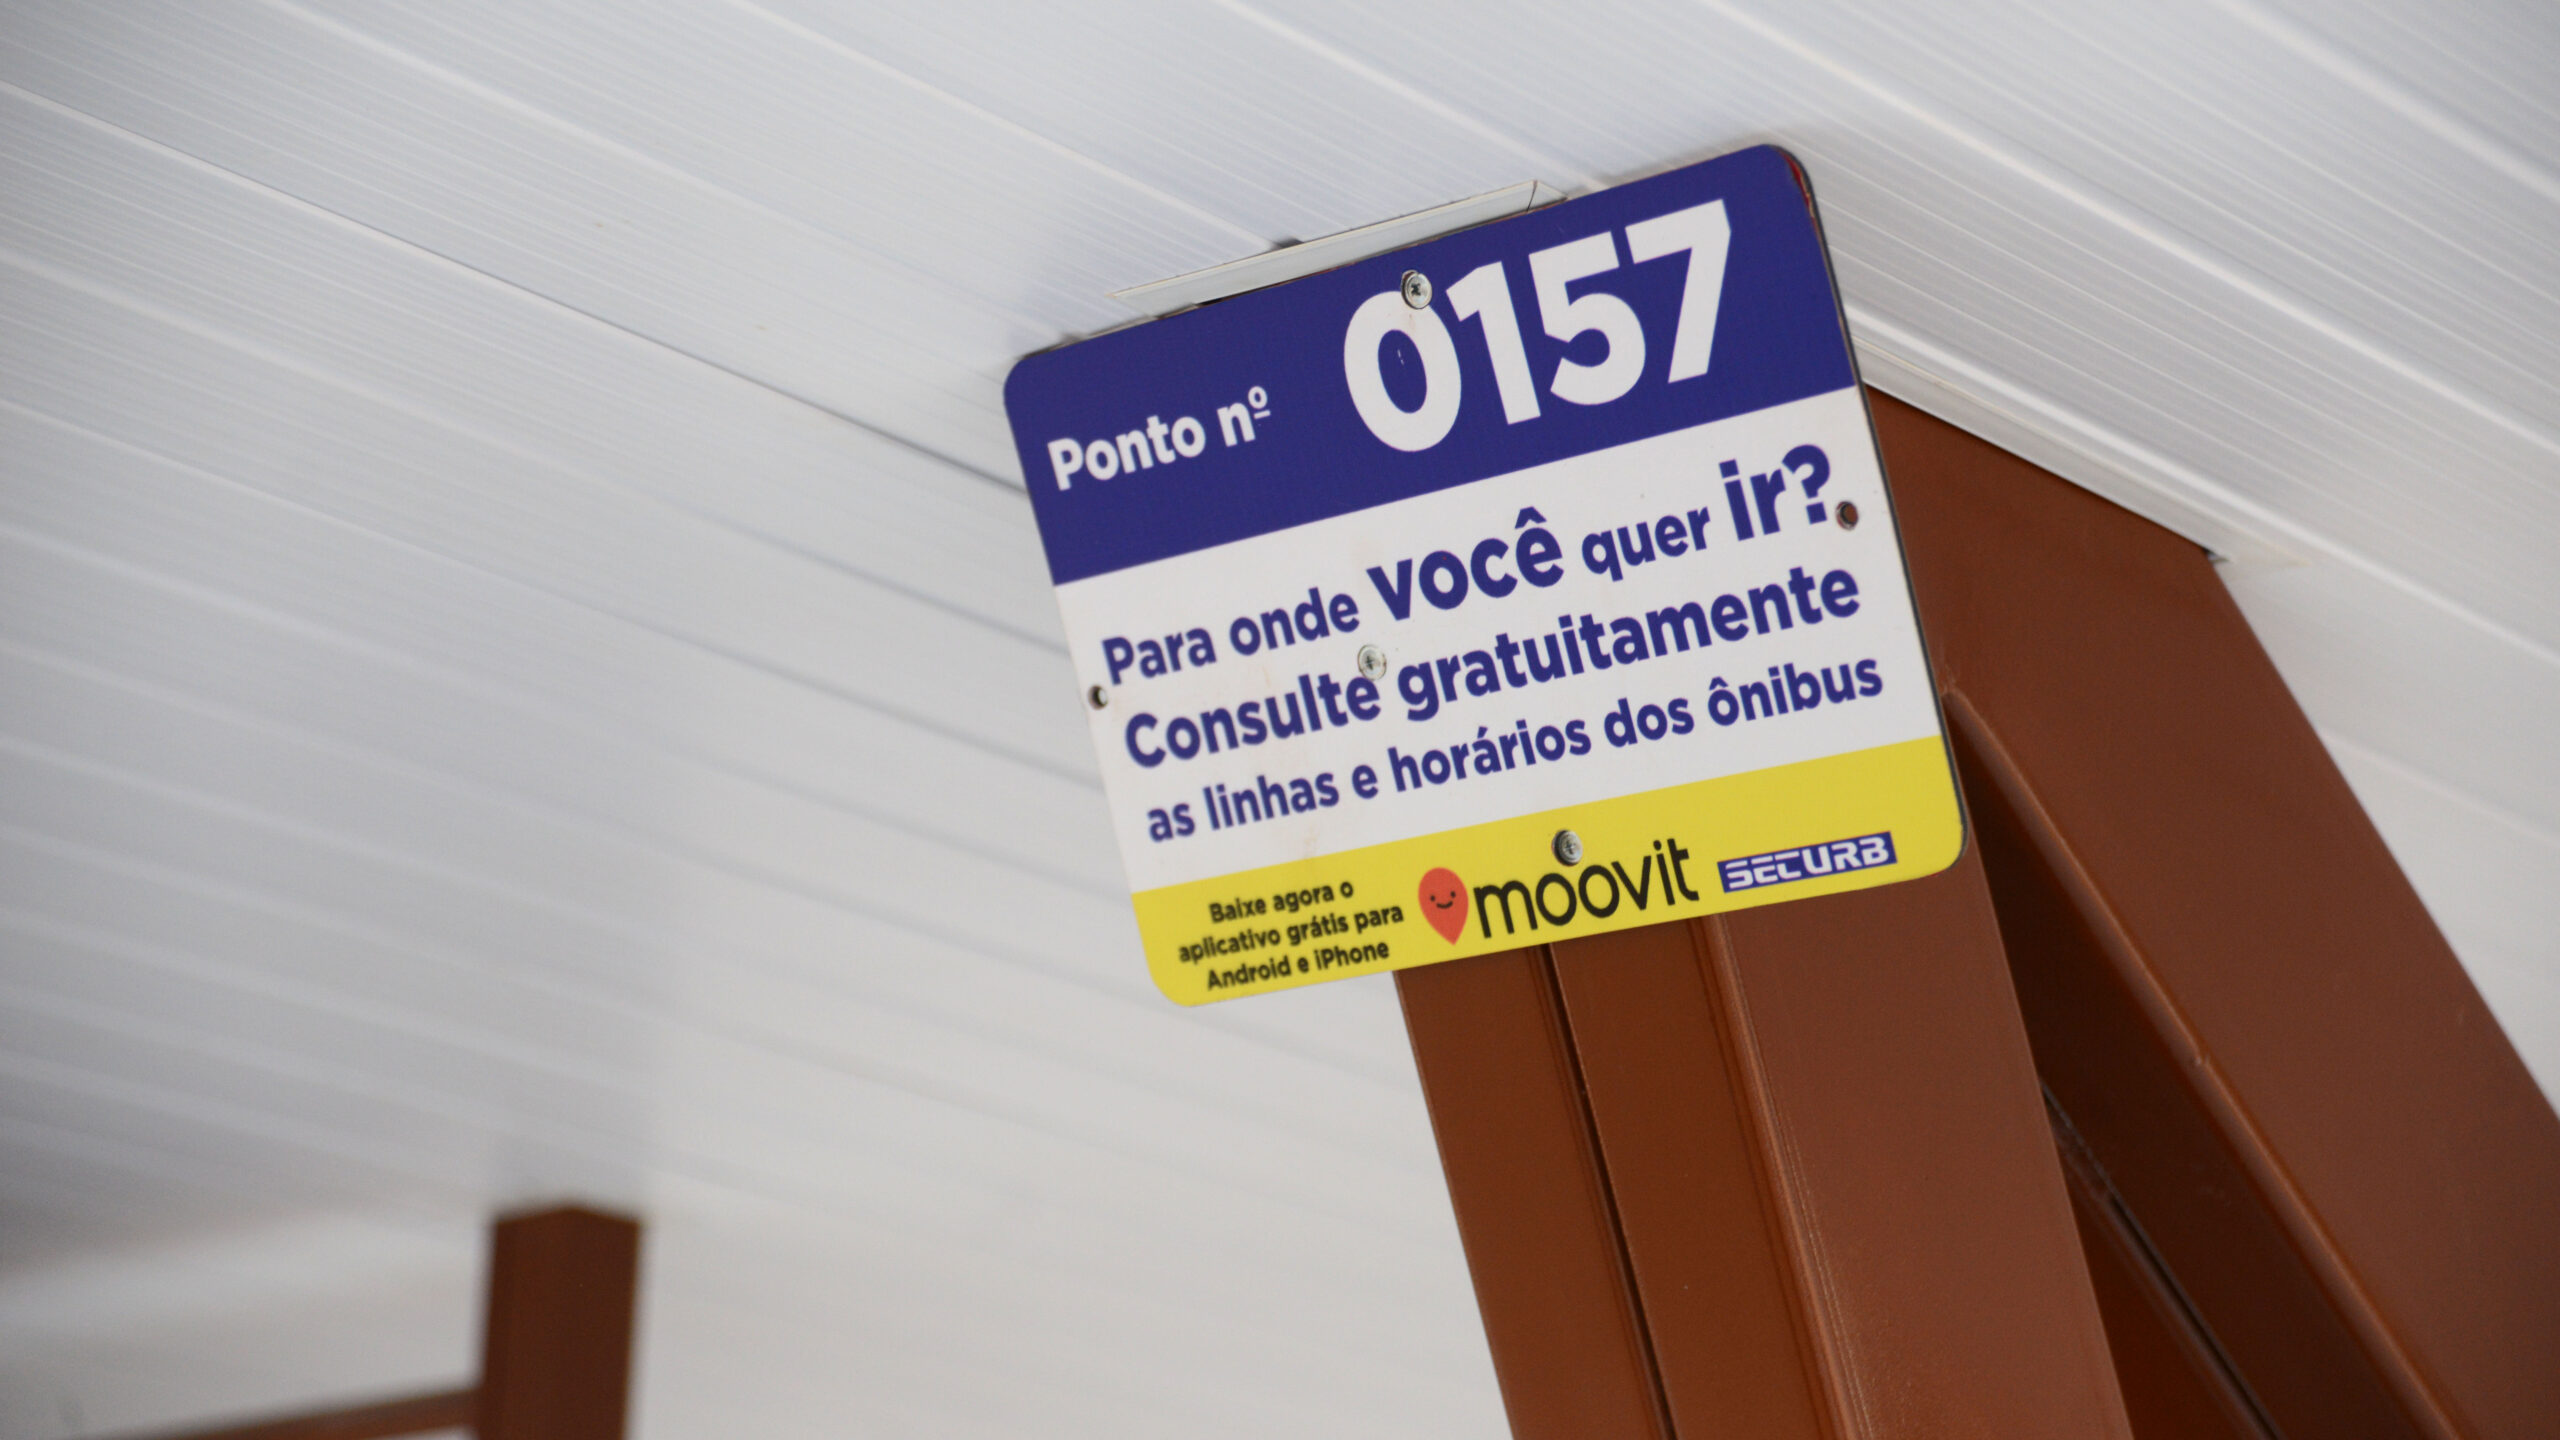 Ponto nº 0157
Para onde você quer ir?
Consulte gratuitamente
as linhas e horários dos ônibus
Baixe agora o
aplicativo grátis para
Android e iPhone
moovit
SETURB